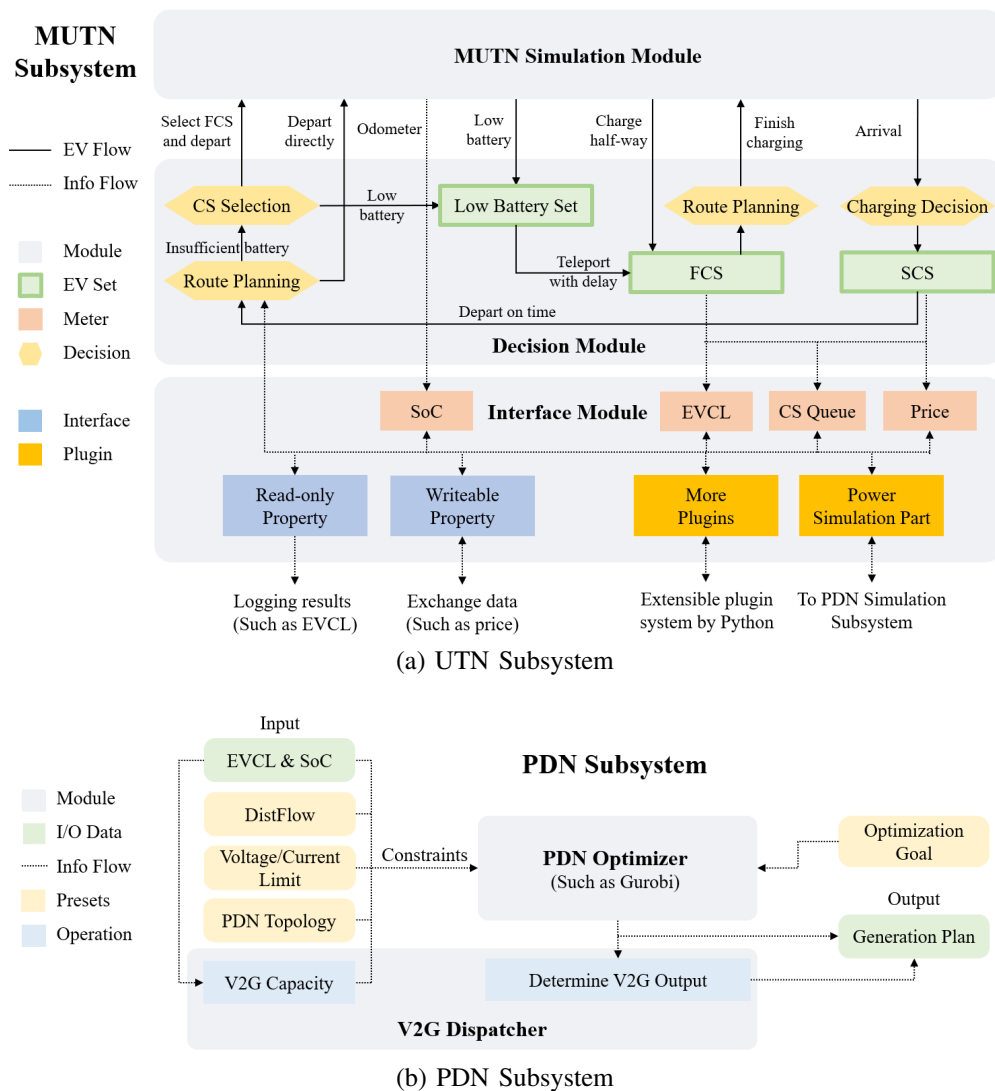 MUTN
Subsystem
EV Flow
Info Flow
Module
EV Set
Meter
Decision
Interface
Plugin
MUTN Simulation Module
Select FCS
and depart
Depart
directly
Odometer
Low
battery
Charge
half-way
Finish
charging
Arrival
CS Selection
Low
battery
Low Battery Set
Route Planning
Charging Decision
Insufficient battery
Route Planning
Teleport
with delay
FCS
SCS
Depart on time
Decision Module
SoC
Interface Module
EVCL
CS Queue
Price
Read-only
Property
Writeable
Property
More
Plugins
Power
Simulation Part
Logging results
(Such as EVCL)
Exchange data
(Such as price)
Extensible plugin
system by Python
To PDN Simulation
Subsystem
(a) UTN Subsystem
Module
I/O Data
Info Flow
Presets
Operation
Input
EVCL & SoC
DistFlow
Voltage/Current
Limit
PDN Topology
V2G Capacity
Constraints
PDN Subsystem
PDN Optimizer
(Such as Gurobi)
Optimization
Goal
Output
Generation Plan
Determine V2G Output
V2G Dispatcher
(b) PDN Subsystem